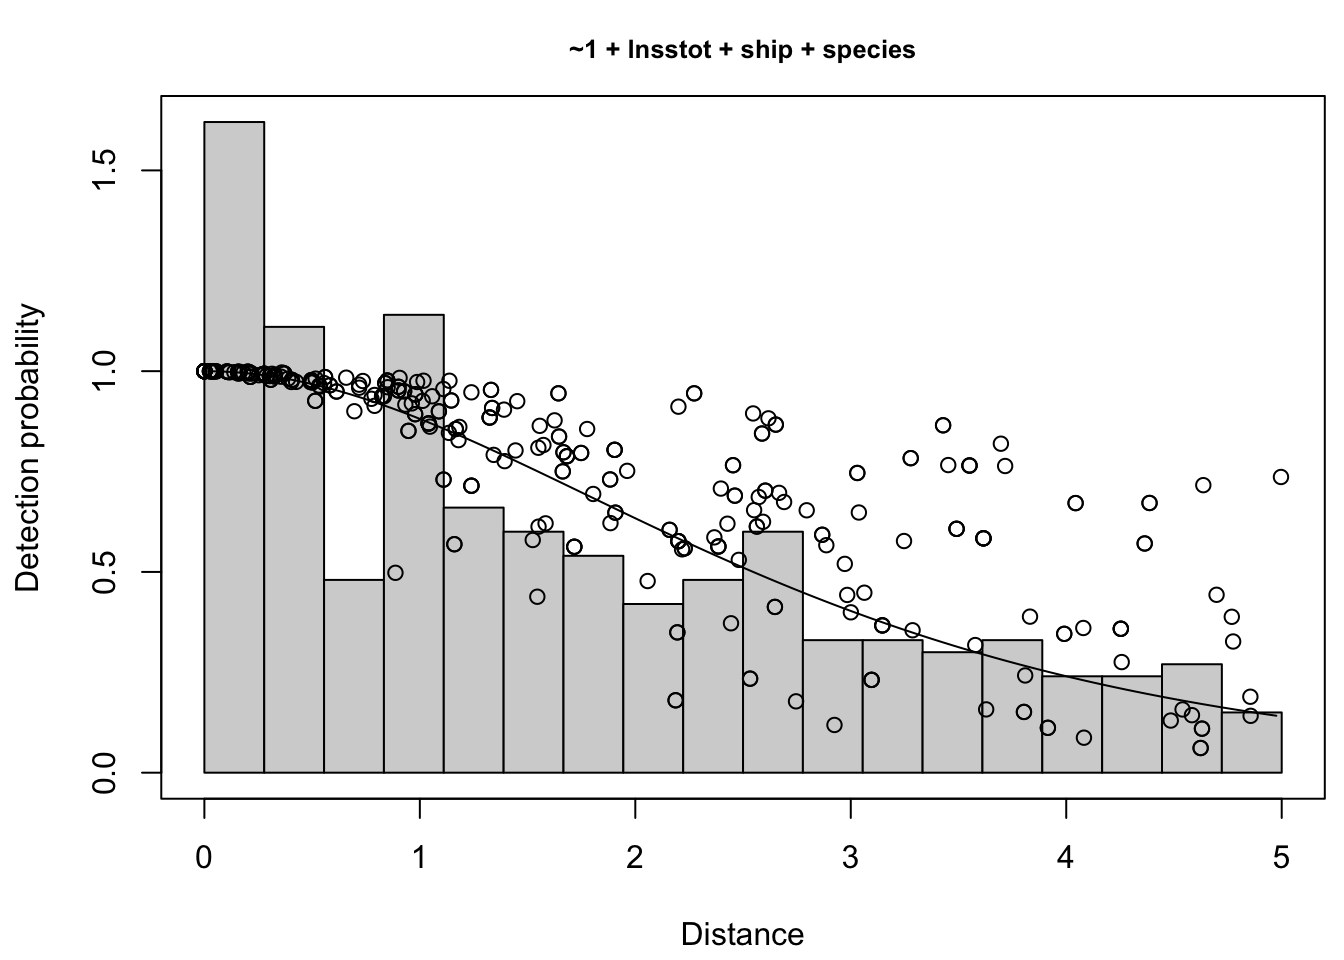 ~1 + lnsstot + ship + species
Detection probability
1.5
1.0
0.5
0.0
0 1 2 3 4 5
Distance